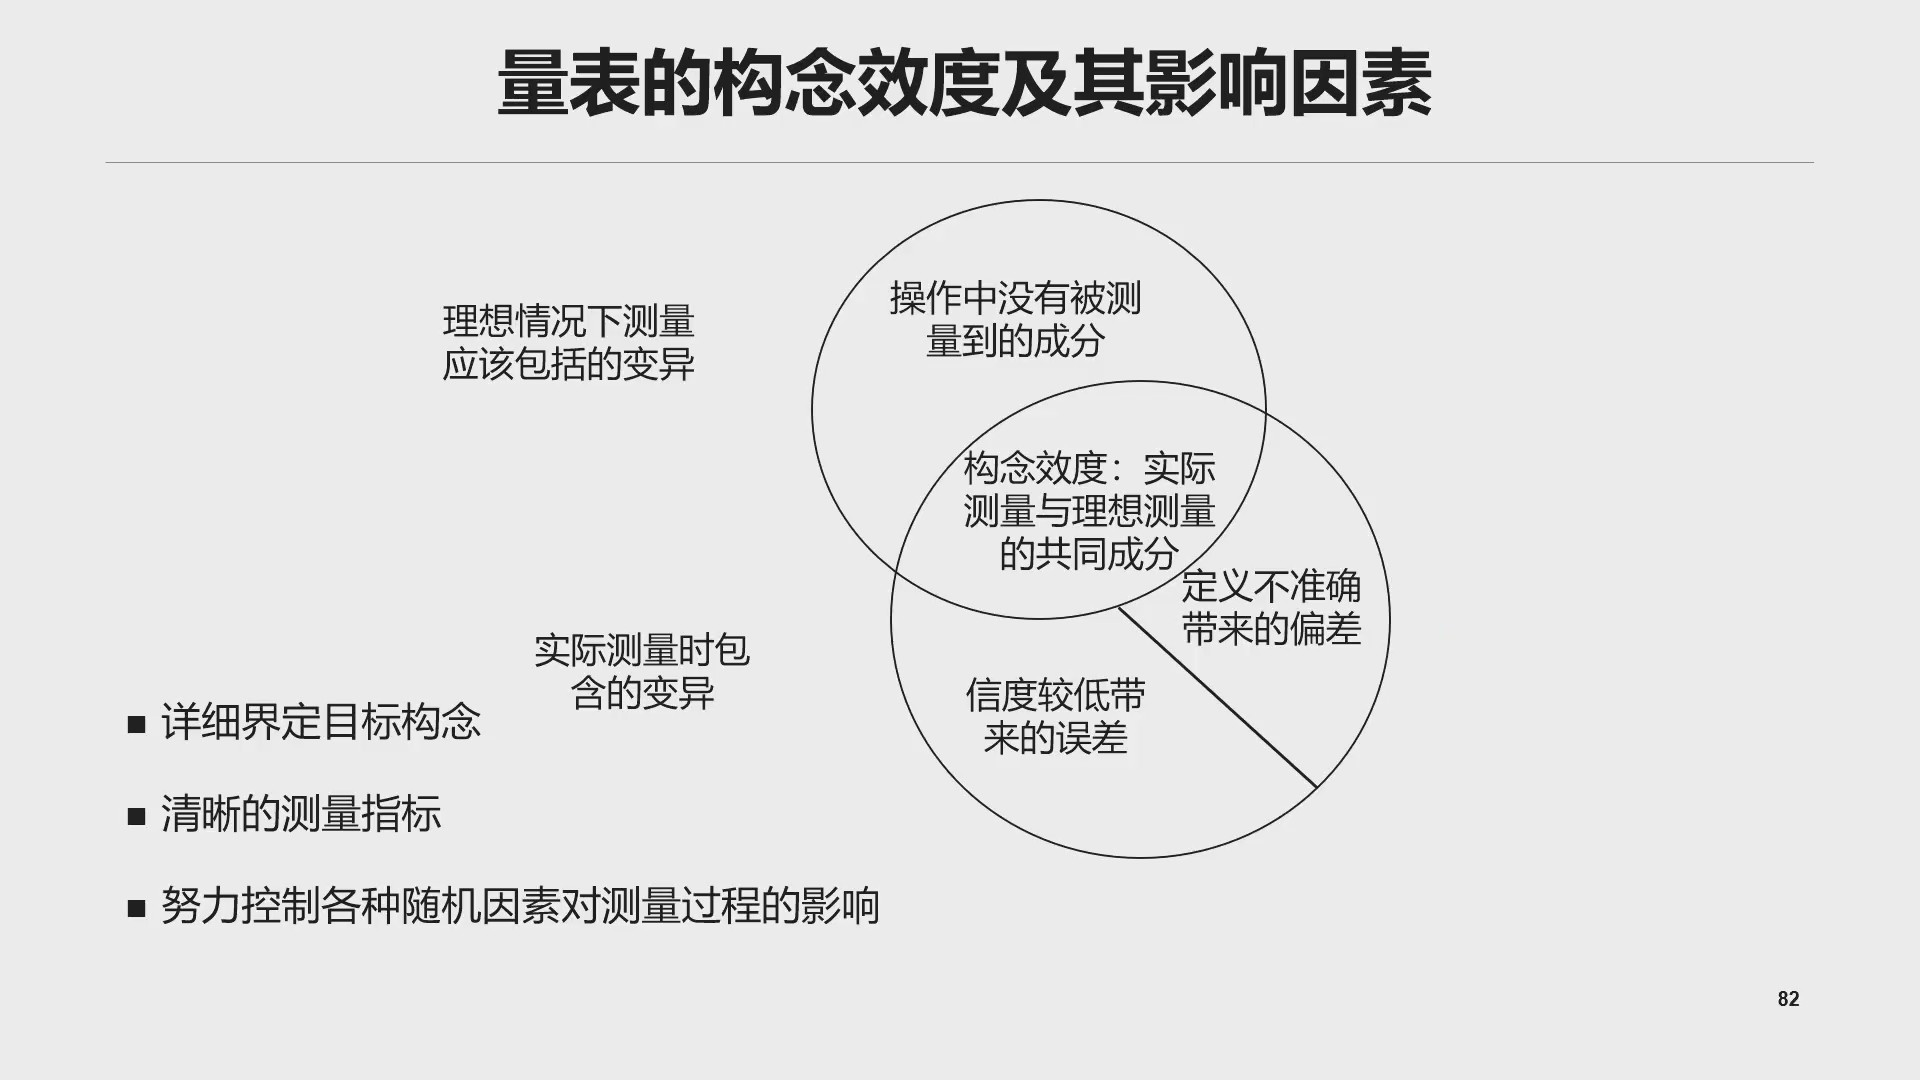 量表的构念效度及其影响因素
操作中没有被测
量到的成分
理想情况下测量
应该包括的变异
构念效度：实际
测量与理想测量
的共同成分
定义不准确
带来的偏差
实际测量时包
含的变异
信度较低带
来的误差
■ 详细界定目标构念
■ 清晰的测量指标
■ 努力控制各种随机因素对测量过程的影响
82